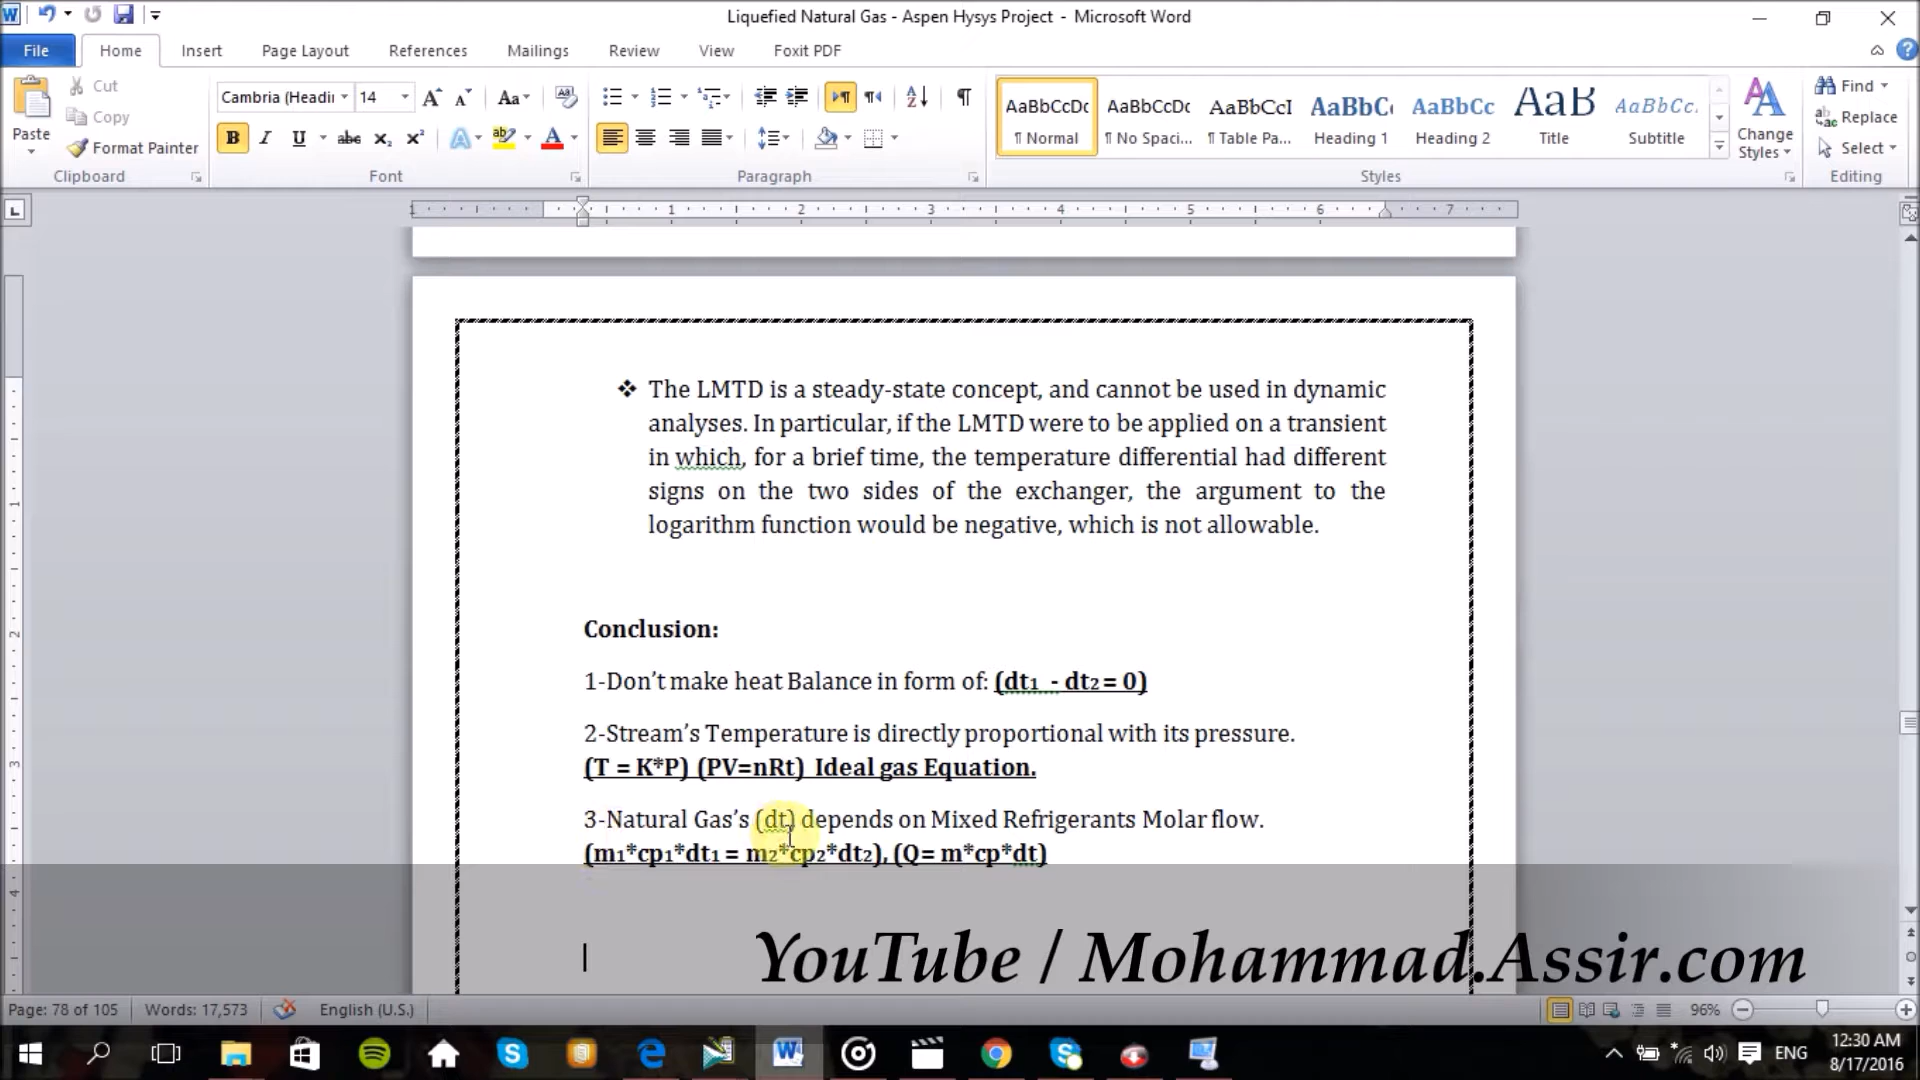 Liquefied Natural Gas - Aspen Hysys Project - Microsoft Word
File Home Insert Page Layout References Mailings Review View Foxit PDF
Paste
Cut
Copy
Format Painter
Clipboard
Cambria (Headi 14
Font
Paragraph
AaBbCcDc AaBbCcDc AaBbCcI AaBbC AaBbCc AaB AaBbCc.
¶ Normal ¶ No Spaci... ¶ Table Pa... Heading 1 Heading 2 Title Subtitle
Change Styles
Styles
Find
Replace
Select
Editing
1 1 2 3 4 5 6 7
❖ The LMTD is a steady-state concept, and cannot be used in dynamic
analyses. In particular, if the LMTD were to be applied on a transient
in which, for a brief time, the temperature differential had different
signs on the two sides of the exchanger, the argument to the
logarithm function would be negative, which is not allowable.
Conclusion:
1-Don’t make heat Balance in form of: (dt1 - dt2 = 0)
2-Stream’s Temperature is directly proportional with its pressure.
(T = K*P) (PV=nRt) Ideal gas Equation.
3-Natural Gas’s (dt) depends on Mixed Refrigerants Molar flow.
(m1*cp1*dt1 = m2*cp2*dt2), (Q= m*cp*dt)
YouTube / Mohammad.Assir.com
Page: 78 of 105 Words: 17,573 English (U.S.) 96%
ENG
12:30 AM
8/17/2016